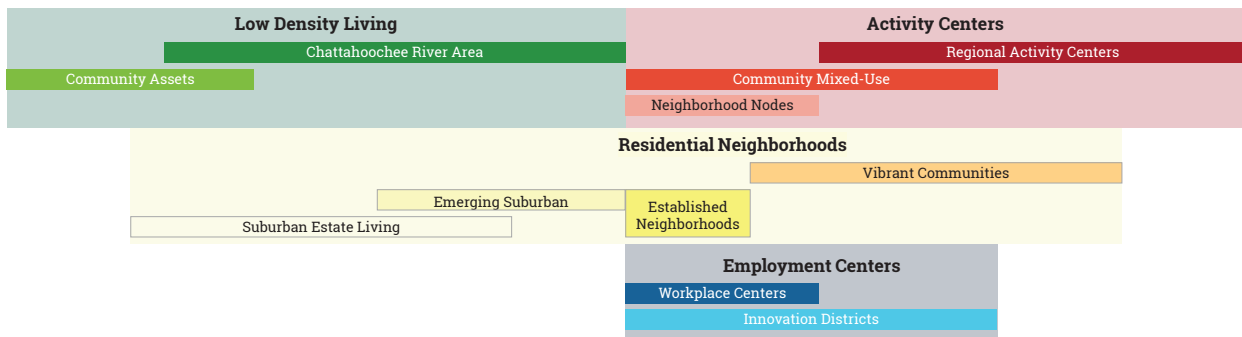 Low Density Living
Activity Centers
Chattahoochee River Area
Regional Activity Centers
Community Assets
Community Mixed-Use
Neighborhood Nodes
Residential Neighborhoods
Vibrant Communities
Emerging Suburban
Established
Neighborhoods
Suburban Estate Living
Employment Centers
Workplace Centers
Innovation Districts